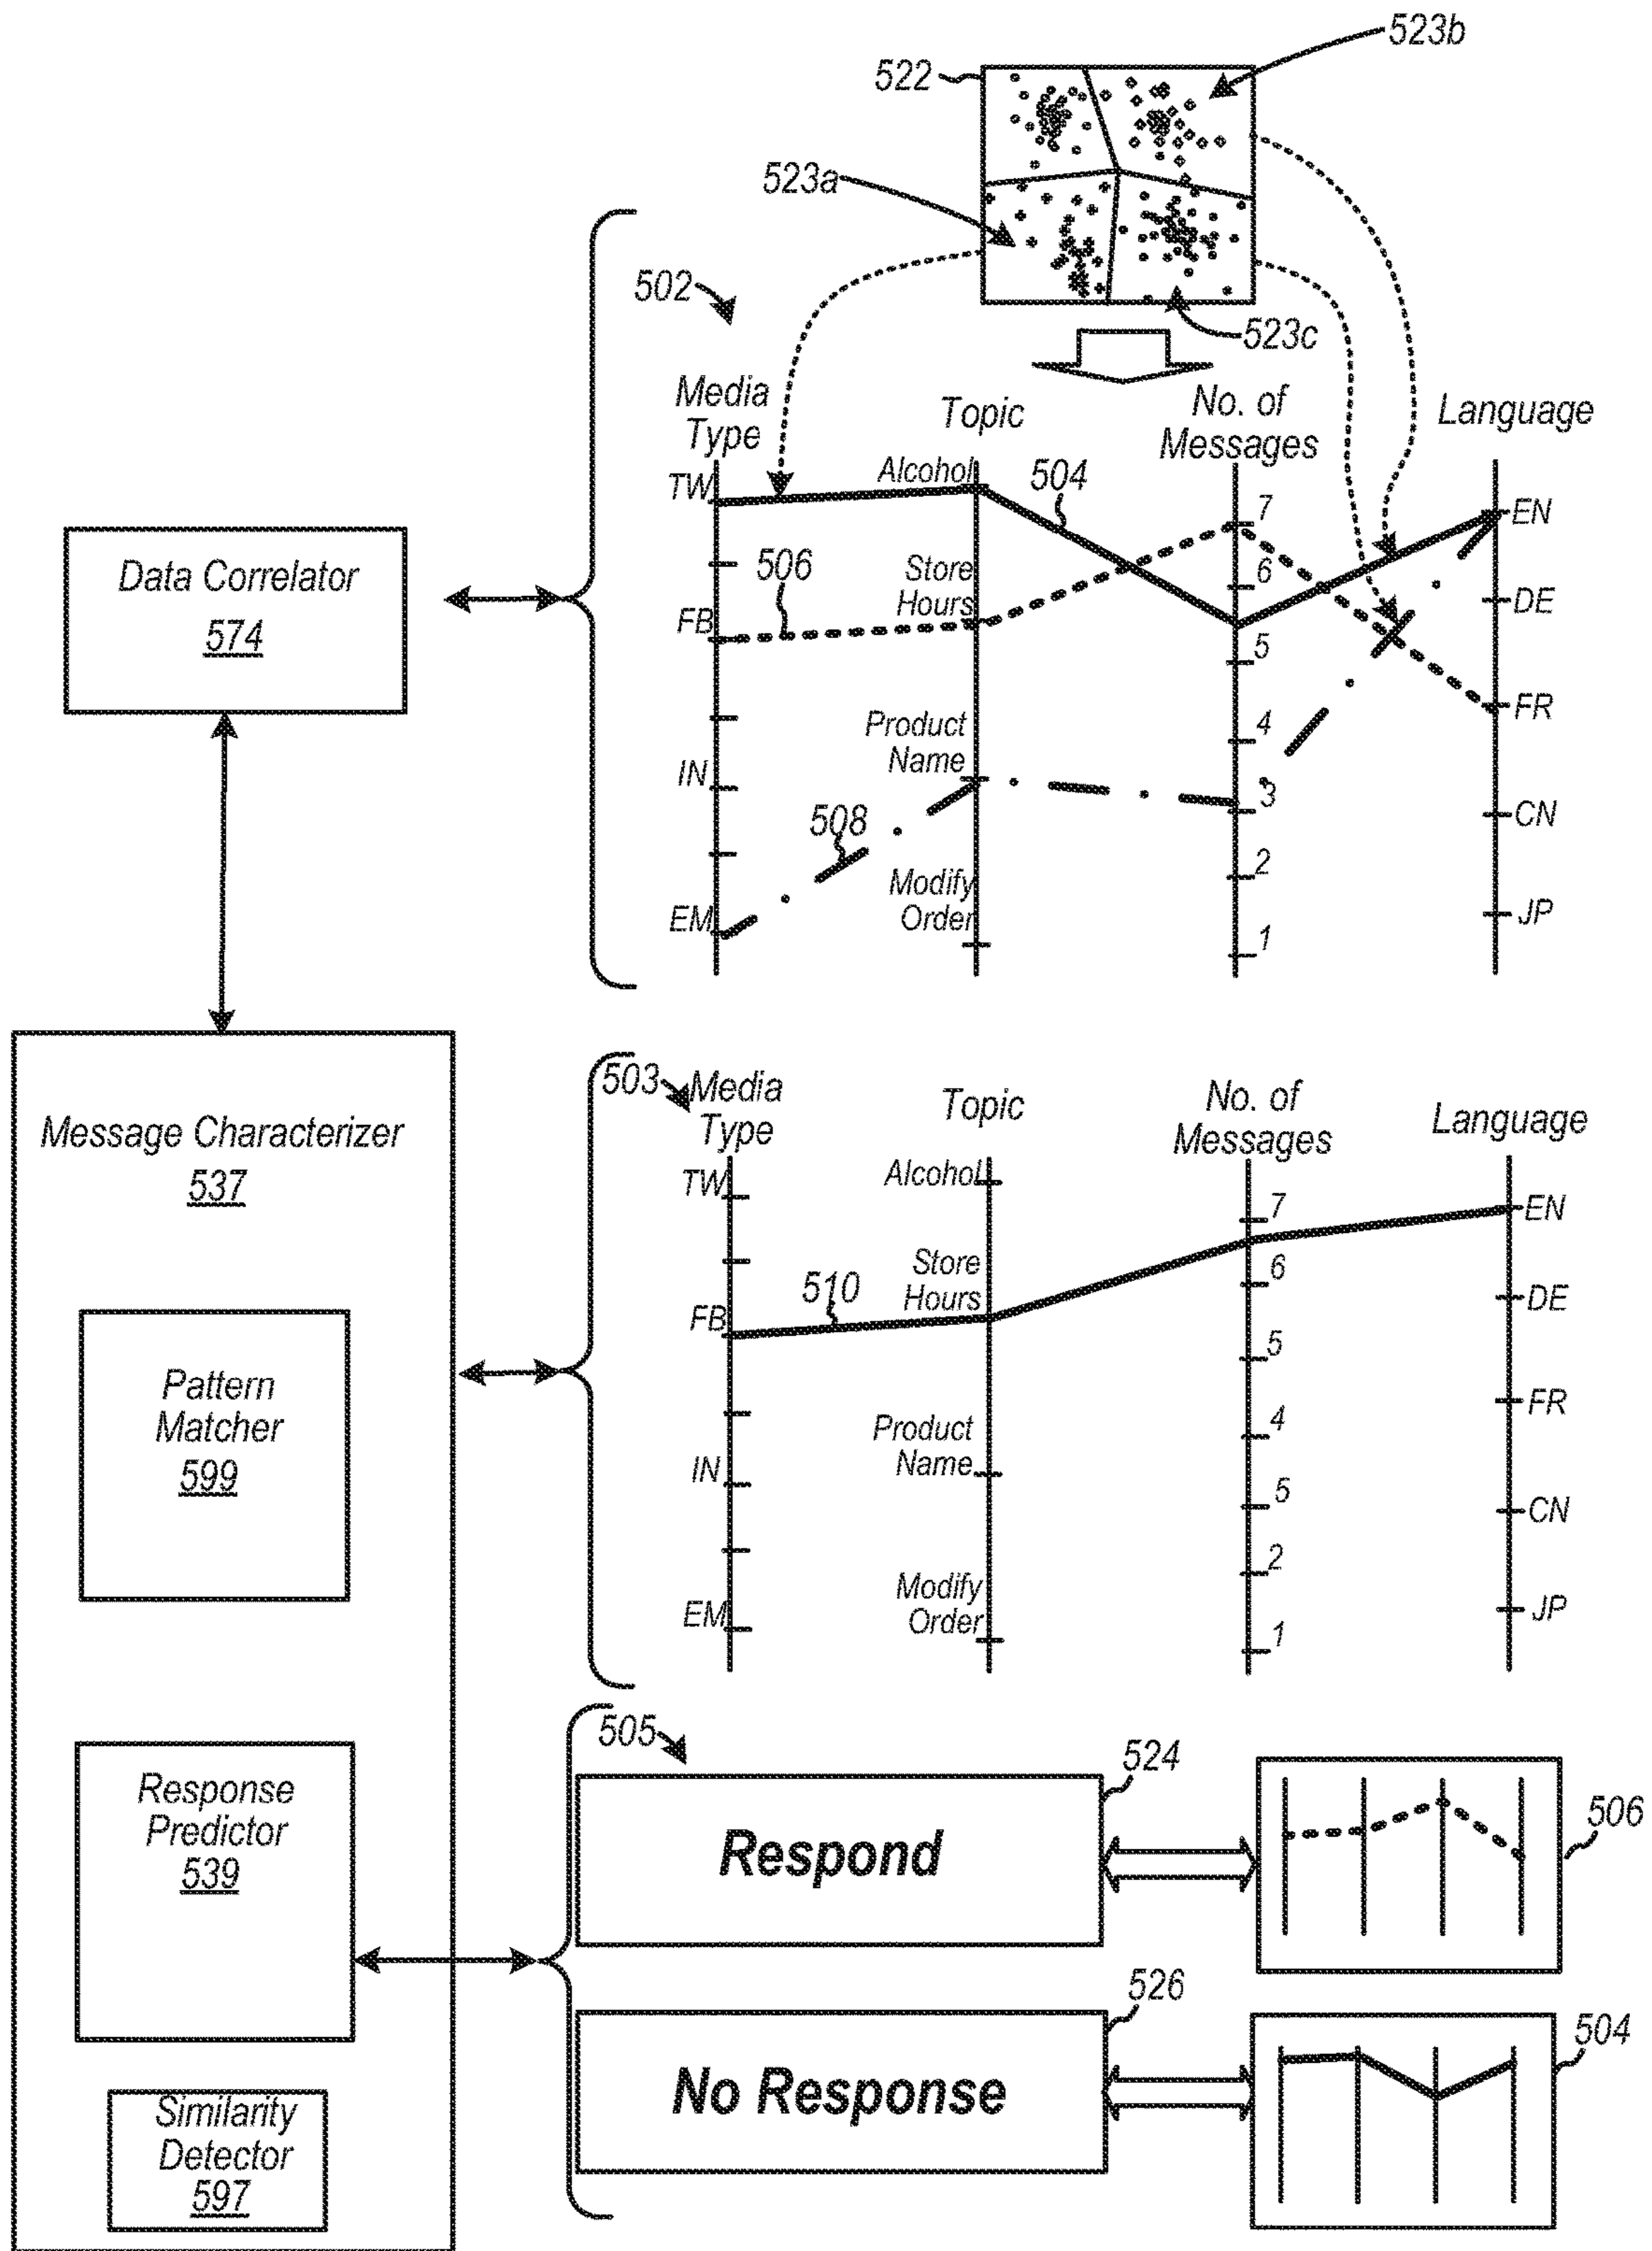 523b
522
523a
502
523c
Media
Type
Topic
No. of
Messages
Language
TW
Alcohol
504
7
EN
506
Store
Hours
6
DE
FB
5
FR
Product
Name
4
IN
3
CN
508
2
Modify
Order
EM
JP
1
Data Correlator
574
503
Media
Type
Topic
No. of
Messages
Language
Message Characterizer
537
TW
Alcohol
7
EN
Store
Hours
6
510
DE
FB
5
Pattern
Matcher
599
FR
Product
Name
4
IN
5
CN
2
Modify
Order
EM
JP
1
505
524
Response
Predictor
539
Respond
506
526
No Response
504
Similarity
Detector
597